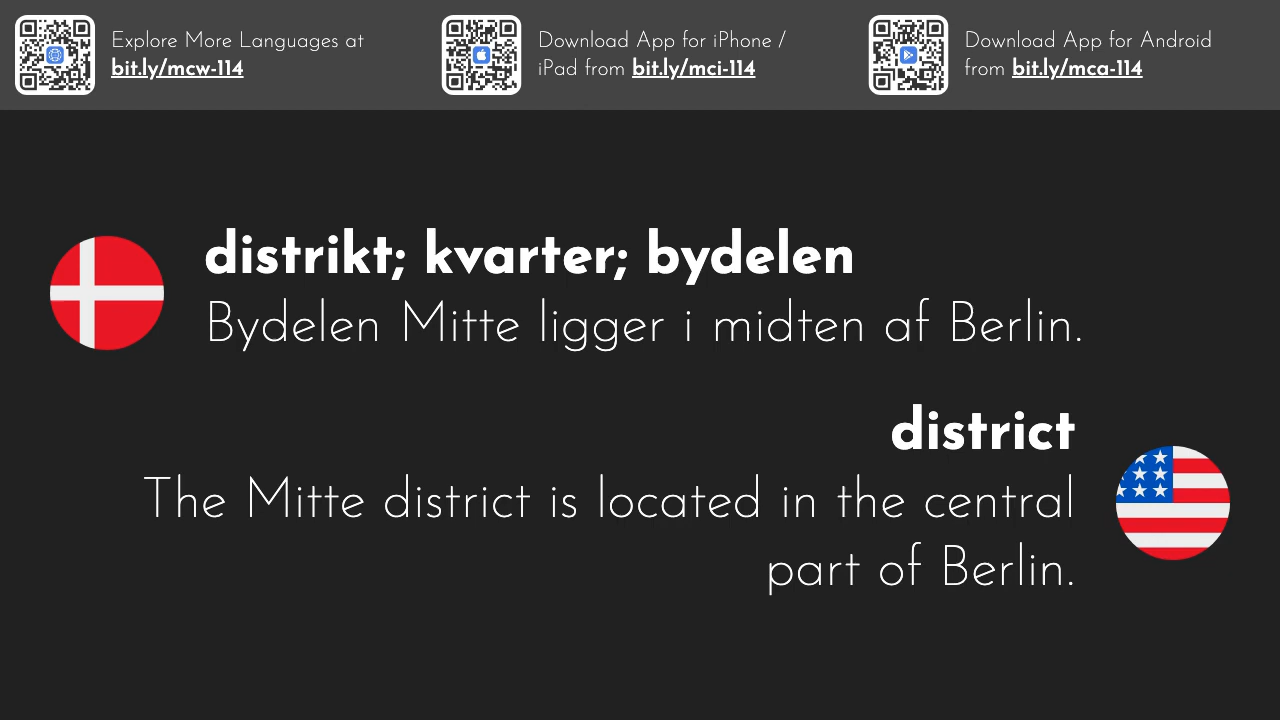 Explore More Languages at
bit.ly/mcw-114
Download App for iPhone /
iPad from bit.ly/mci-114
Download App for Android
from bit.ly/mca-114
distrikt; kvarter; bydelen
Bydelen Mitte ligger i midten af Berlin.
district
The Mitte district is located in the central
part of Berlin.